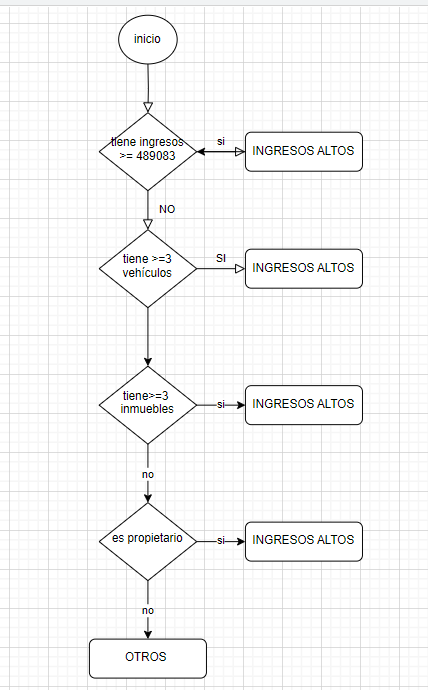 inicio
tiene ingresos
>= 489083
si
INGRESOS ALTOS
NO
tiene >=3
vehículos
SI
INGRESOS ALTOS
tiene>=3
inmuebles
si
INGRESOS ALTOS
no
es propietario
si
INGRESOS ALTOS
no
OTROS